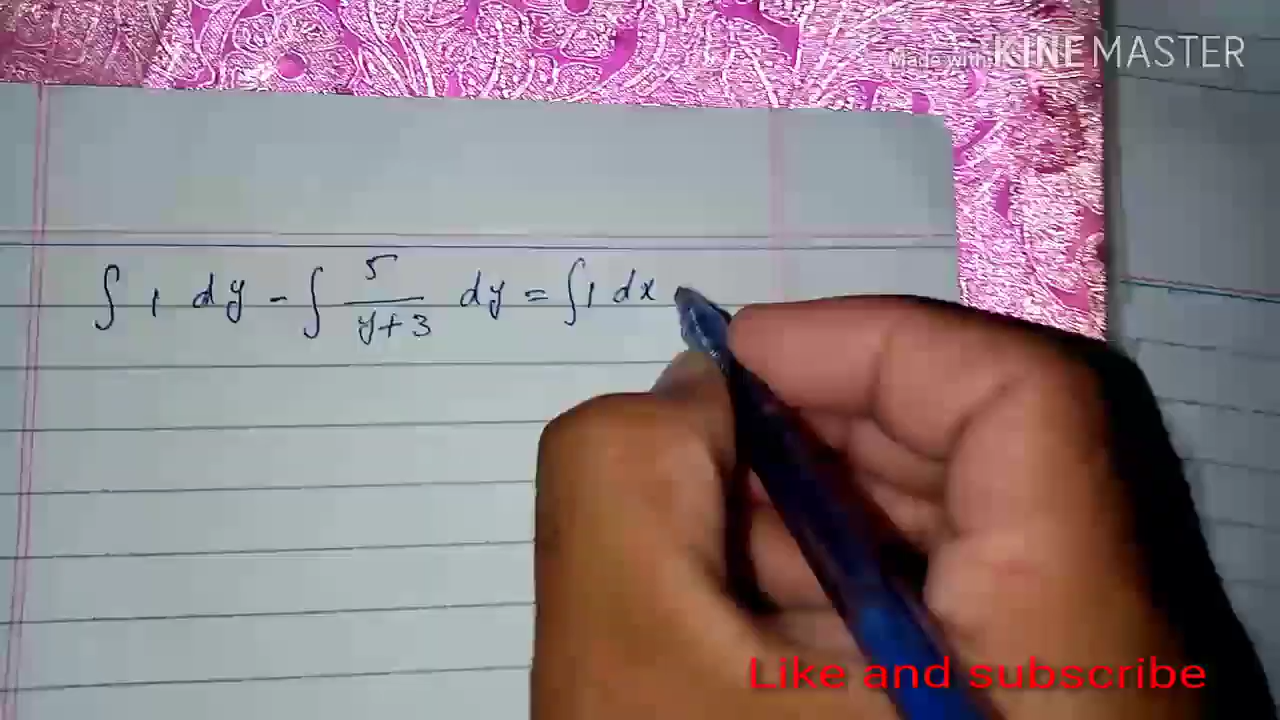 Made with KINEMASTER
∫ 1 dy - ∫ 5/(y+3) dy = ∫1 dx
Like and subscribe